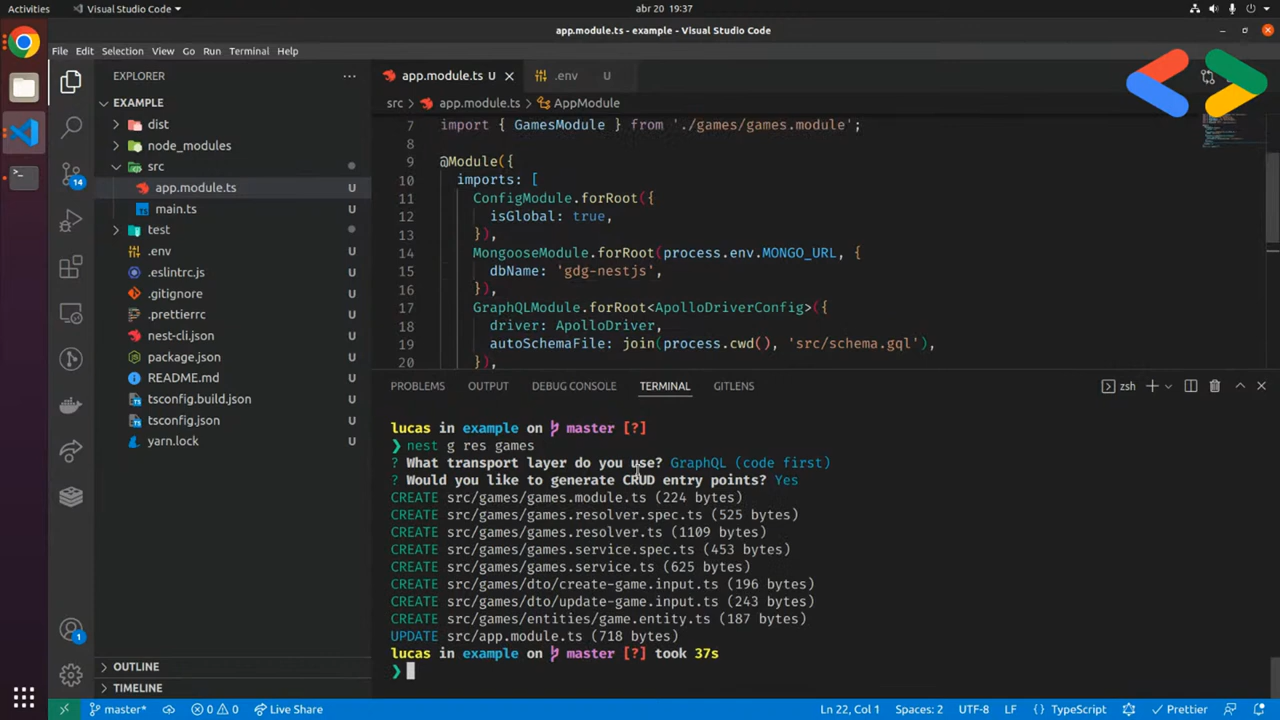 Activities
Visual Studio Code
abr 20 19:37
app.module.ts - example - Visual Studio Code
File Edit Selection View Go Run Terminal Help
EXPLORER
EXAMPLE
dist
node_modules
src
app.module.ts U
main.ts U
test
.env U
.eslintrc.js U
.gitignore U
.prettierrc U
nest-cli.json U
package.json U
README.md U
tsconfig.build.json U
tsconfig.json U
yarn.lock U
OUTLINE
TIMELINE
14
1
app.module.ts U
.env U
src > app.module.ts > AppModule
7 import { GamesModule } from './games/games.module';
8
9 @Module({
10 imports: [
11 ConfigModule.forRoot({
12 isGlobal: true,
13 }),
14 MongooseModule.forRoot(process.env.MONGO_URL, {
15 dbName: 'gdg-nestjs',
16 }),
17 GraphQLModule.forRoot<ApolloDriverConfig>({
18 driver: ApolloDriver,
19 autoSchemaFile: join(process.cwd(), 'src/schema.gql'),
20 }),
PROBLEMS OUTPUT DEBUG CONSOLE TERMINAL GITLENS
zsh
lucas in example on master [?]
❯ nest g res games
? What transport layer do you use? GraphQL (code first)
? Would you like to generate CRUD entry points? Yes
CREATE src/games/games.module.ts (224 bytes)
CREATE src/games/games.resolver.spec.ts (525 bytes)
CREATE src/games/games.resolver.ts (1109 bytes)
CREATE src/games/games.service.spec.ts (453 bytes)
CREATE src/games/games.service.ts (625 bytes)
CREATE src/games/dto/create-game.input.ts (196 bytes)
CREATE src/games/dto/update-game.input.ts (243 bytes)
CREATE src/games/entities/game.entity.ts (187 bytes)
UPDATE src/app.module.ts (718 bytes)
lucas in example on master [?] took 37s
❯
master* 0 0 Live Share
Ln 22, Col 1 Spaces: 2 UTF-8 LF { } TypeScript Prettier